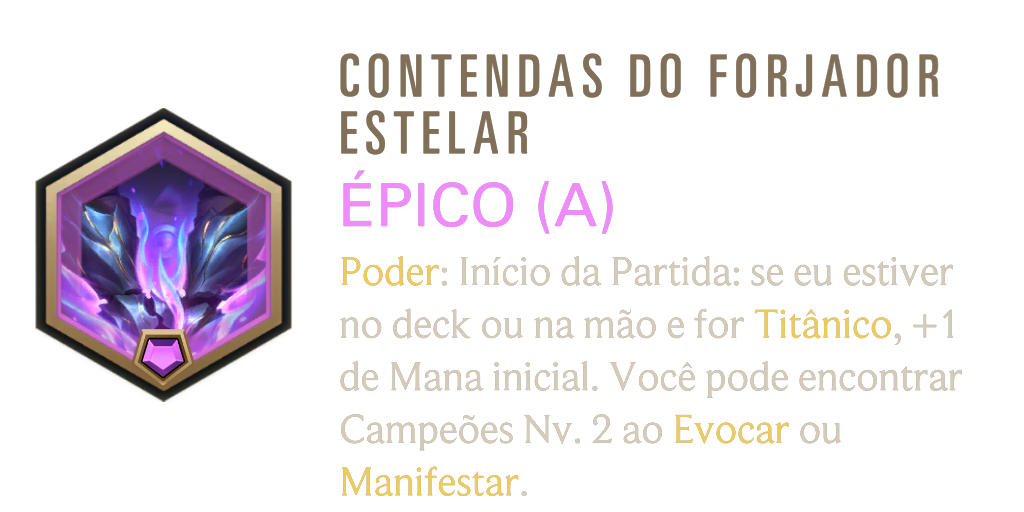 CONTENDAS DO FORJADOR
ESTELAR
ÉPICO (A)
Poder: Início da Partida: se eu estiver
no deck ou na mão e for Titânico, +1
de Mana inicial. Você pode encontrar
Campeões Nv. 2 ao Evocar ou
Manifestar.